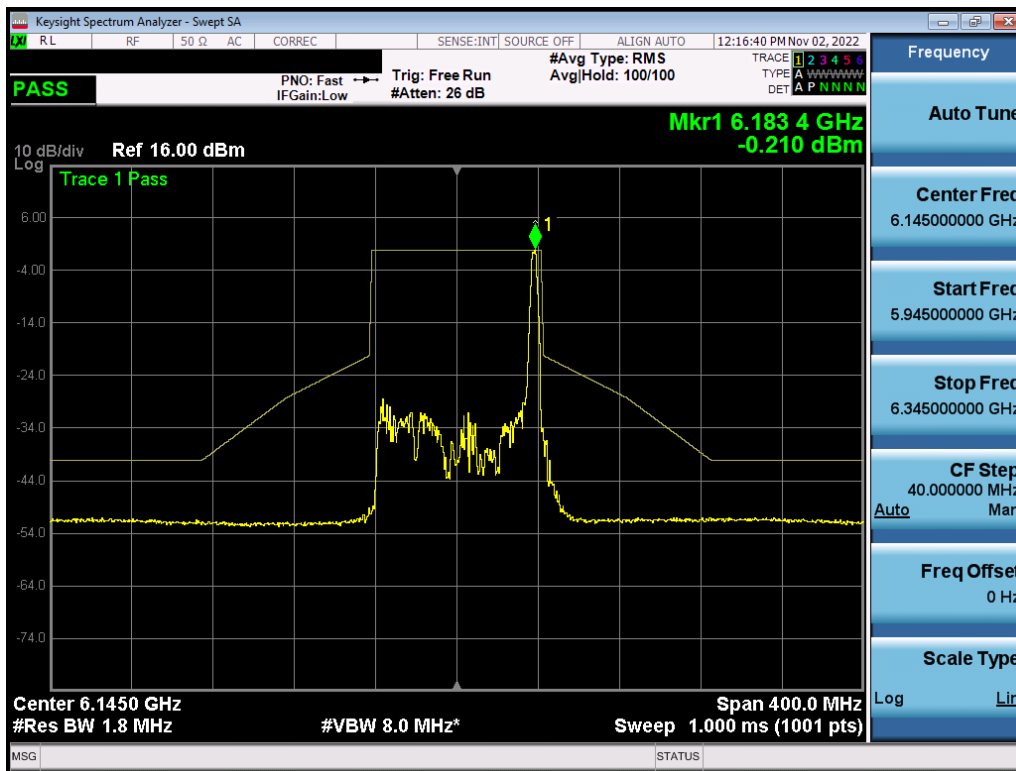 Keysight Spectrum Analyzer - Swept SA
LXI RL RF 50 Ω AC CORREC SENSE:INT SOURCE OFF ALIGN AUTO 12:16:40 PM Nov 02, 2022
PASS
PNO: Fast
IFGain:Low
Trig: Free Run
#Atten: 26 dB
#Avg Type: RMS
Avg|Hold: 100/100
TRACE 1 2 3 4 5 6
TYPE A WWWWW
DET A P N N N N
Mkr1 6.183 4 GHz
-0.210 dBm
10 dB/div Ref 16.00 dBm
Log
Trace 1 Pass
1
6.00
-4.00
-14.0
-24.0
-34.0
-44.0
-54.0
-64.0
-74.0
Center 6.1450 GHz Span 400.0 MHz
#Res BW 1.8 MHz #VBW 8.0 MHz* Sweep 1.000 ms (1001 pts)
MSG STATUS
Frequency
Auto Tune
Center Freq
6.145000000 GHz
Start Freq
5.945000000 GHz
Stop Freq
6.345000000 GHz
CF Step
40.000000 MHz
Auto Man
Freq Offset
0 Hz
Scale Type
Log Lin